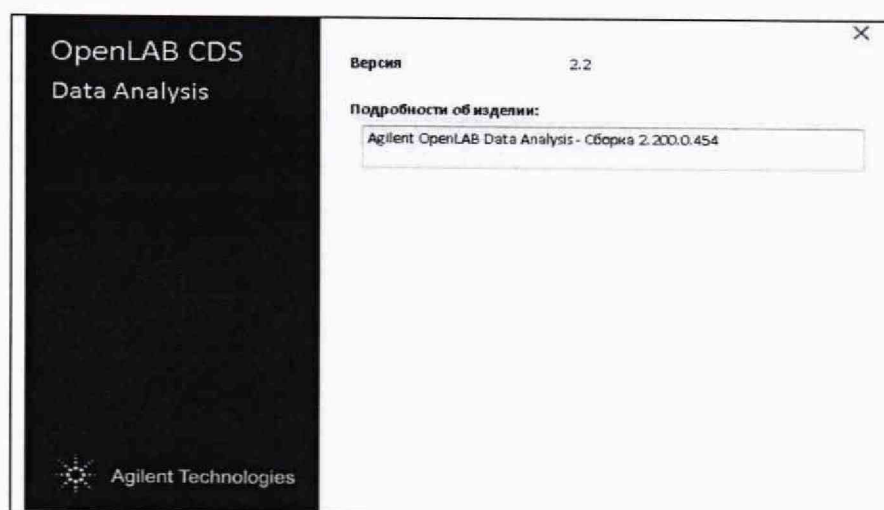 OpenLAB CDS
Data Analysis
Версия 2.2
Подробности об изделии:
Agilent OpenLAB Data Analysis - Сборка 2.200.0.454
Agilent Technologies